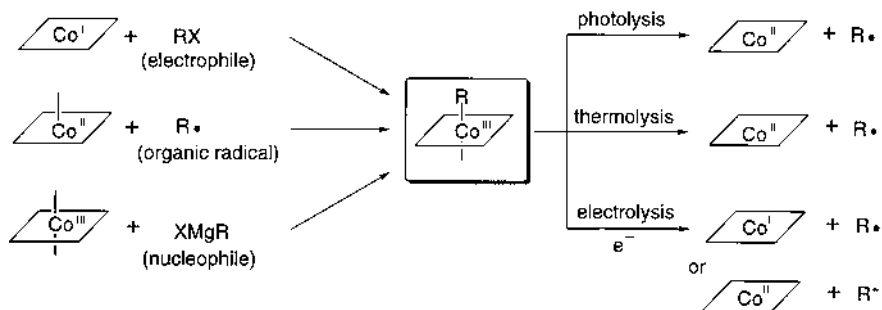 Co^I + RX
(electrophile)
Co^II + R•
(organic radical)
Co^III + XMgR
(nucleophile)
R
Co^III
photolysis
Co^II + R•
thermolysis
Co^II + R•
electrolysis
e⁻
Co^I + R•
or
Co^II + R⁻